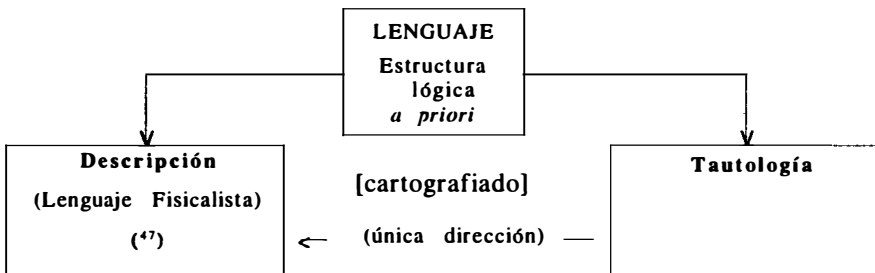 LENGUAJE
Estructura
lógica
a priori
Descripción
(Lenguaje Fisicalista)
(47)
[cartografiado]
(única dirección)
Tautología